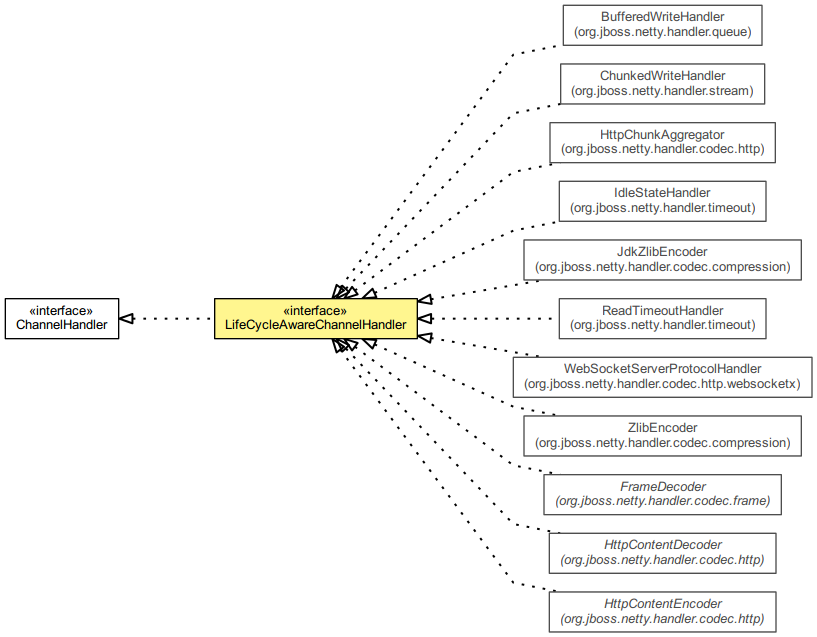 BufferedWriteHandler
(org.jboss.netty.handler.queue)
ChunkedWriteHandler
(org.jboss.netty.handler.stream)
HttpChunkAggregator
(org.jboss.netty.handler.codec.http)
IdleStateHandler
(org.jboss.netty.handler.timeout)
JdkZlibEncoder
(org.jboss.netty.handler.codec.compression)
«interface»
ChannelHandler
«interface»
LifeCycleAwareChannelHandler
ReadTimeoutHandler
(org.jboss.netty.handler.timeout)
WebSocketServerProtocolHandler
(org.jboss.netty.handler.codec.http.websocketx)
ZlibEncoder
(org.jboss.netty.handler.codec.compression)
FrameDecoder
(org.jboss.netty.handler.codec.frame)
HttpContentDecoder
(org.jboss.netty.handler.codec.http)
HttpContentEncoder
(org.jboss.netty.handler.codec.http)